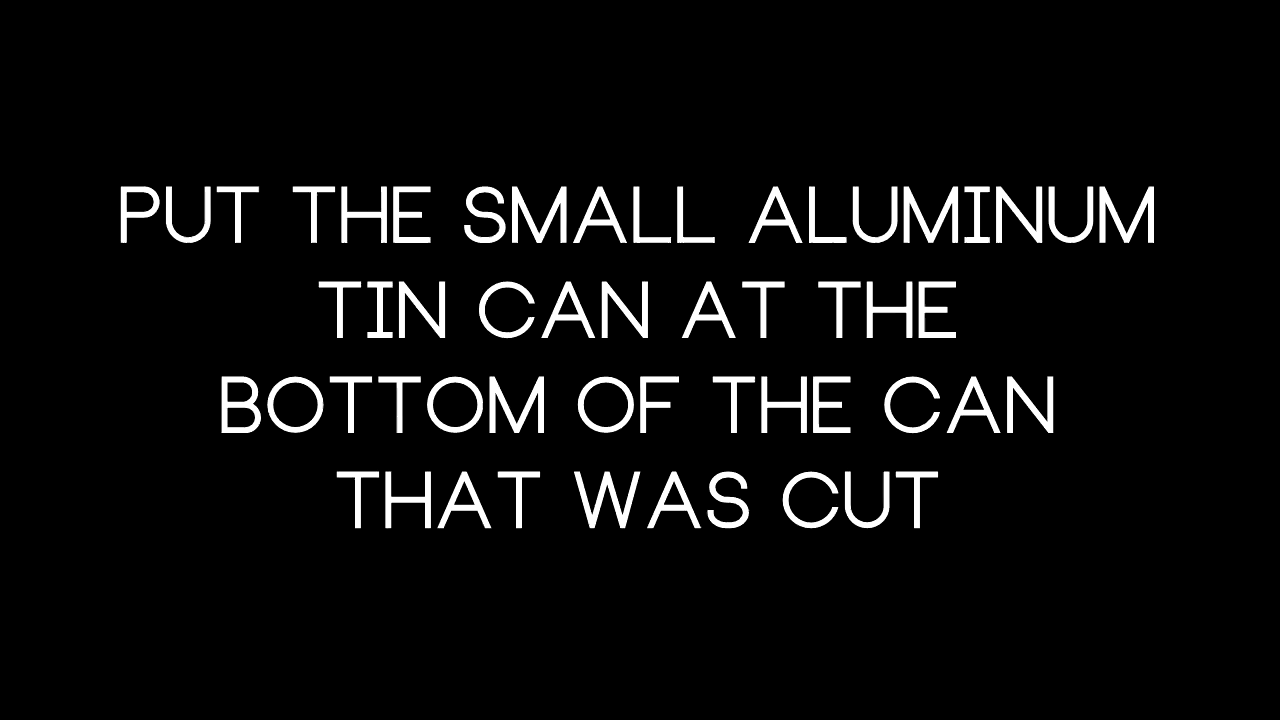 PUT THE SMALL ALUMINUM
TIN CAN AT THE
BOTTOM OF THE CAN
THAT WAS CUT